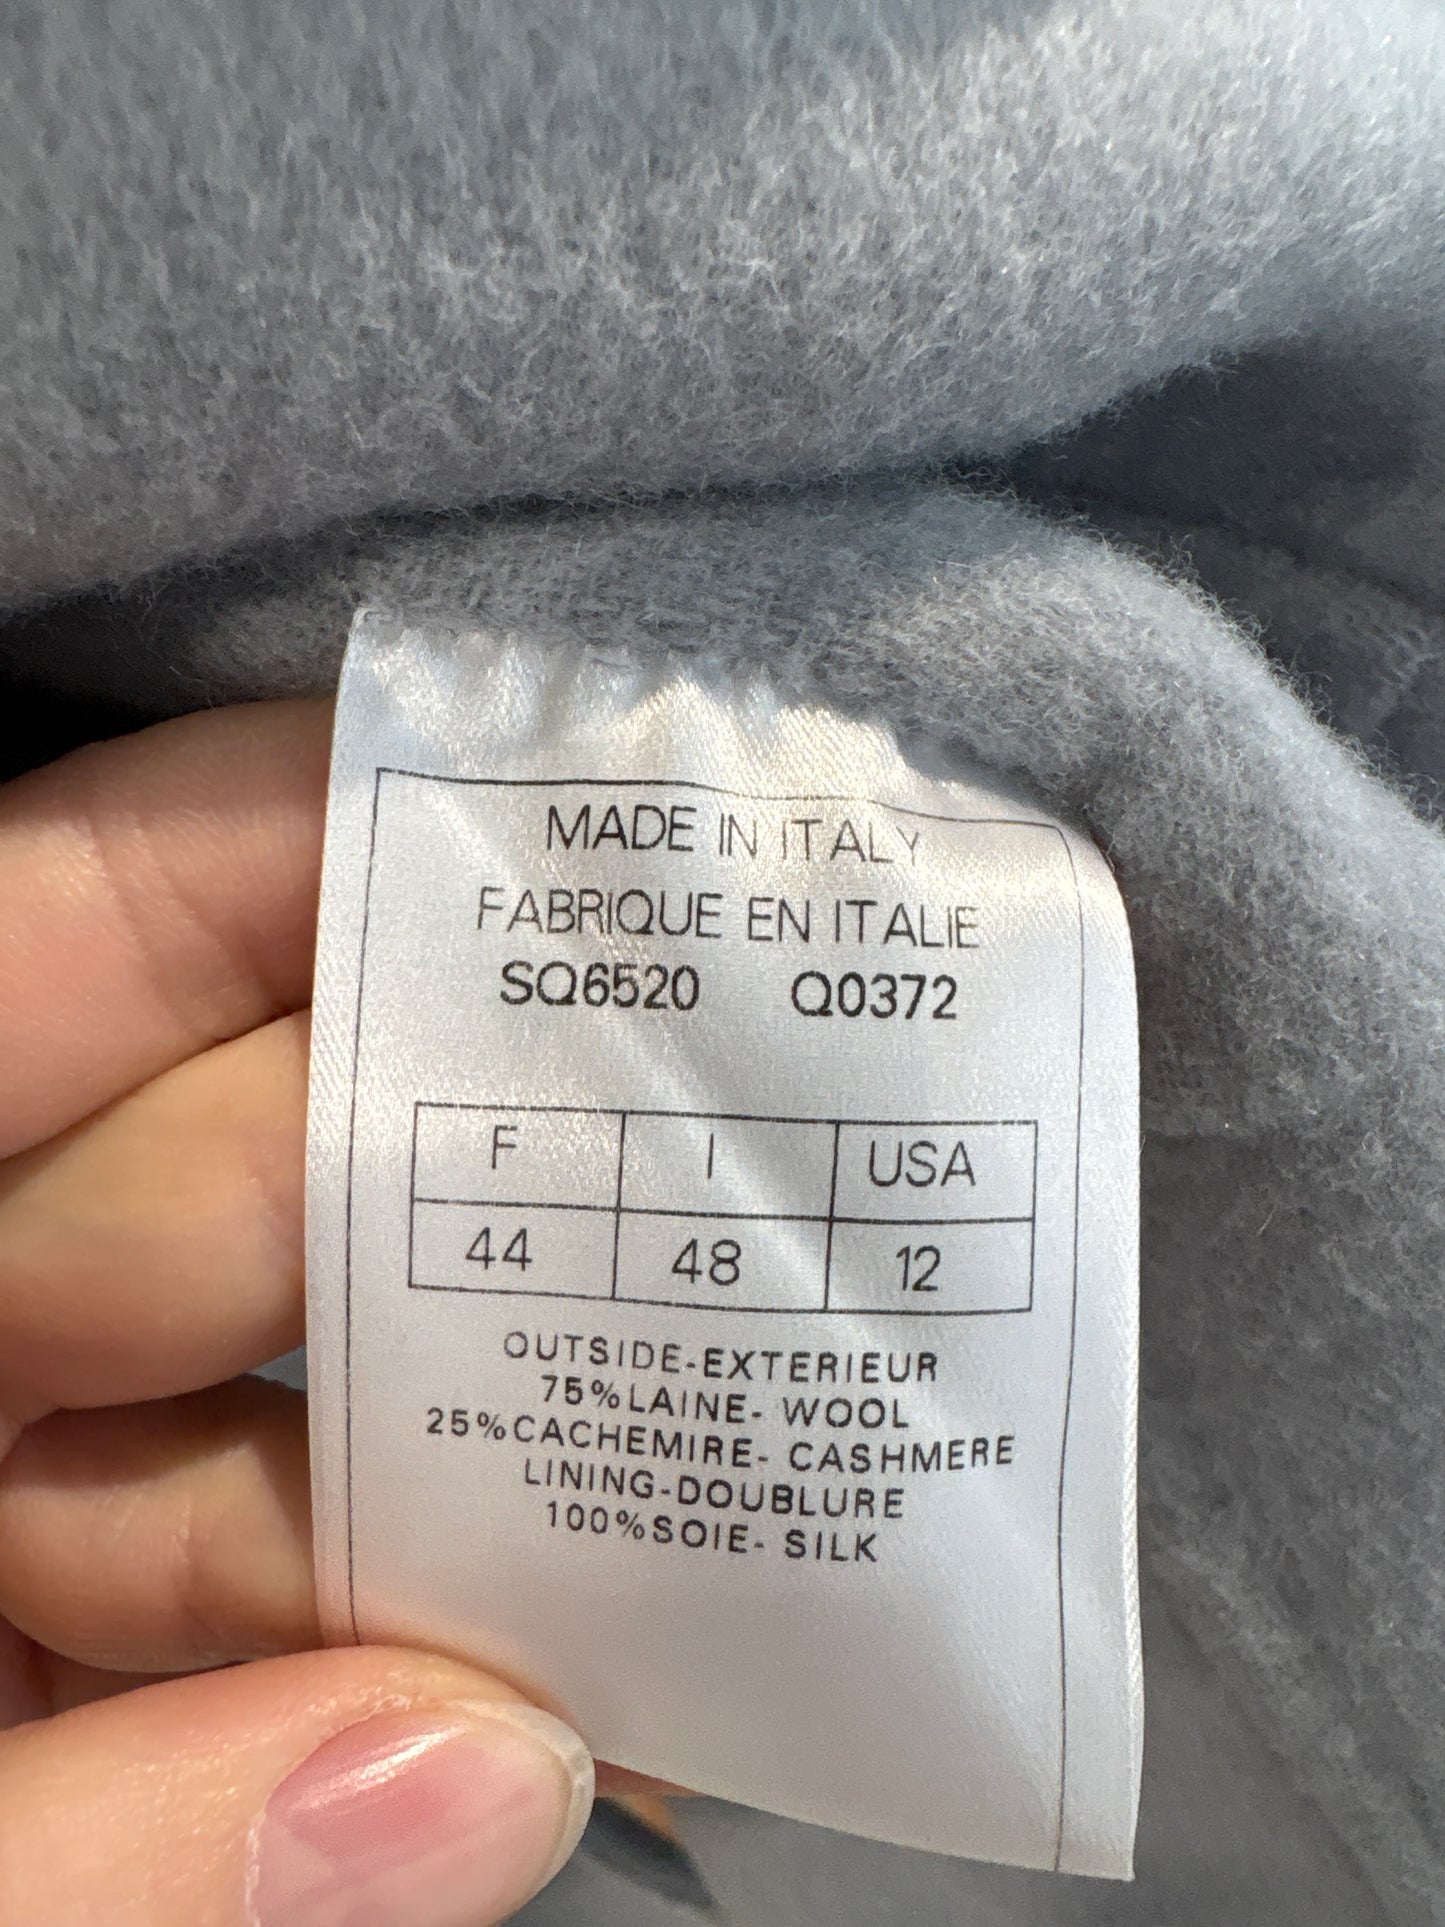 MADE IN ITALY
FABRIQUE EN ITALIE
SQ6520 Q0372
F I USA
44 48 12
OUTSIDE-EXTERIEUR
75%LAINE- WOOL
25%CACHEMIRE- CASHMERE
LINING-DOUBLURE
100%SOIE- SILK